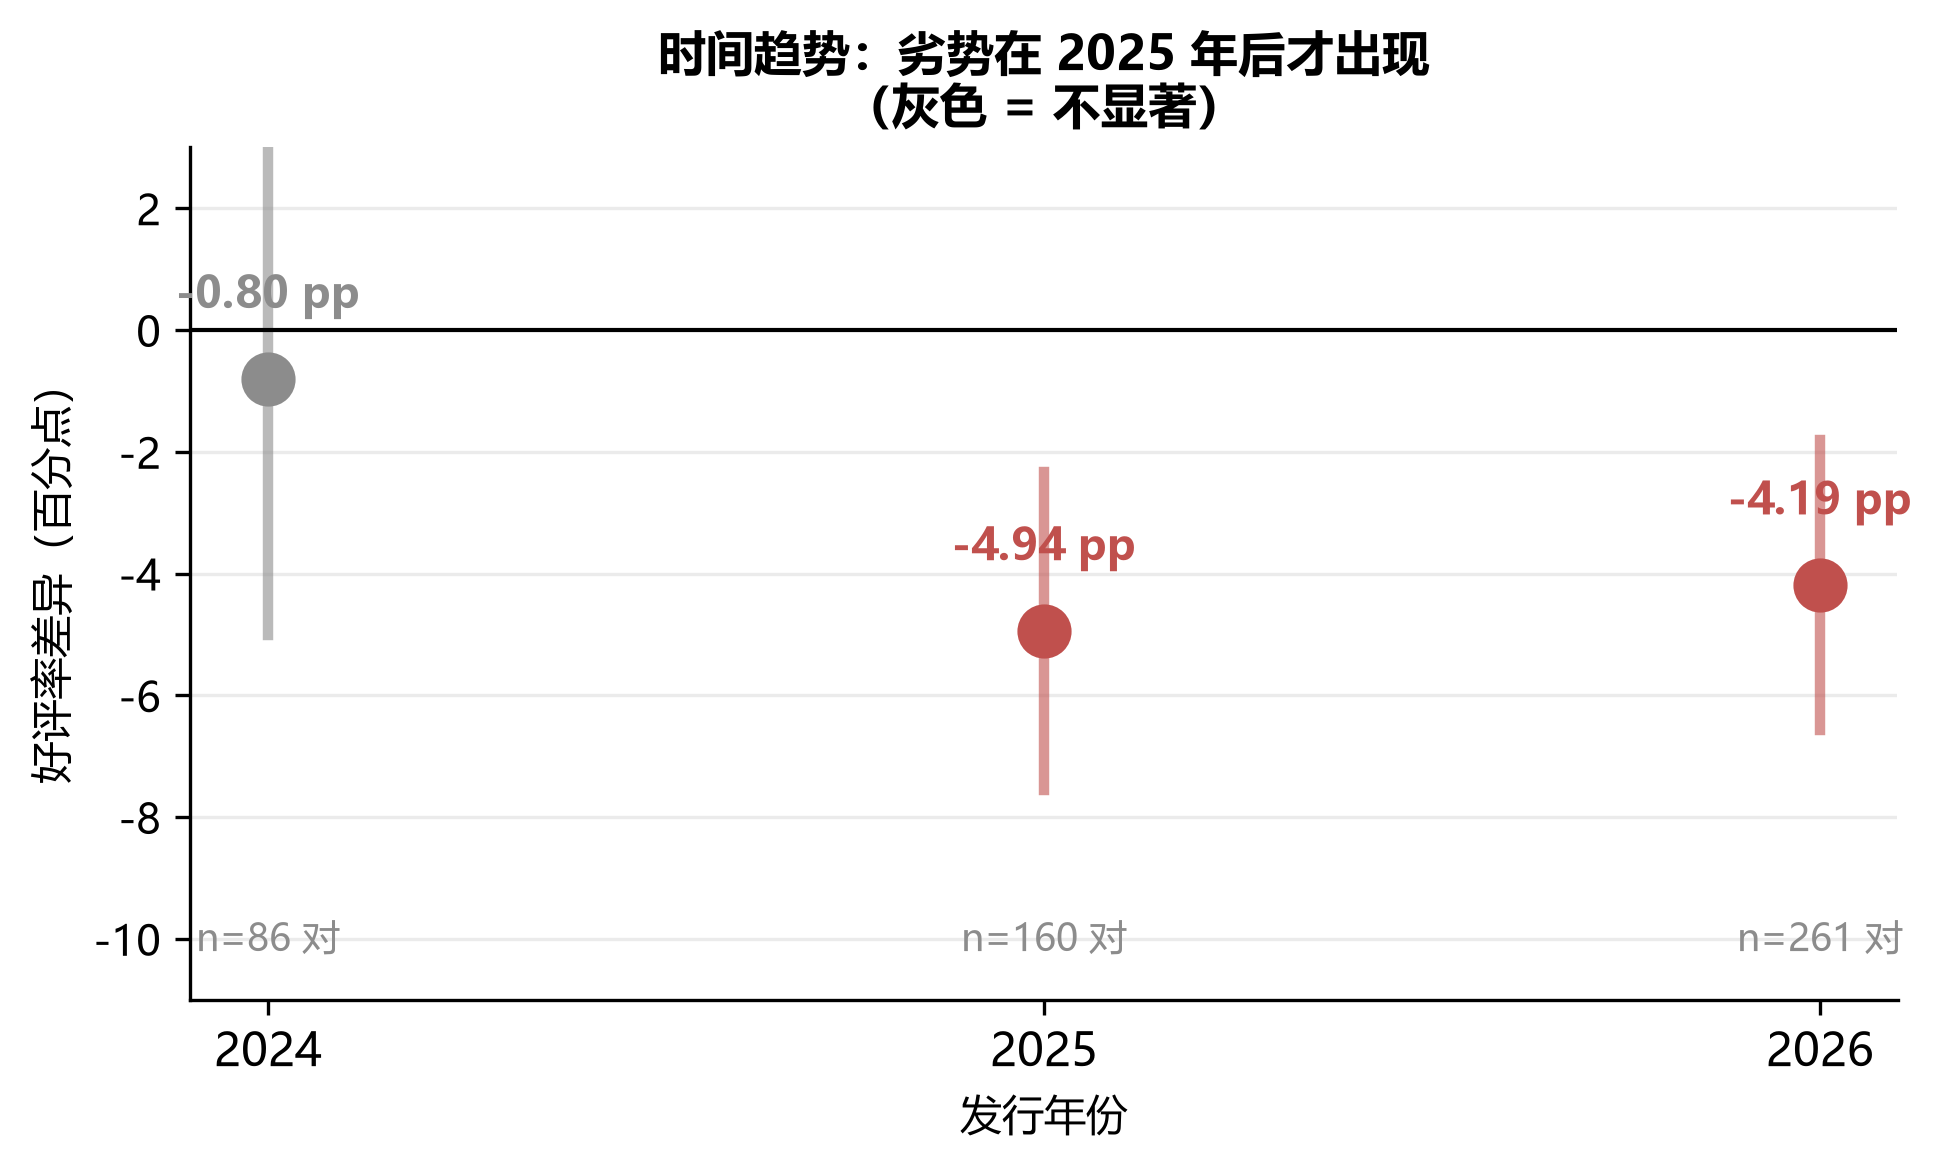 时间趋势：劣势在 2025 年后才出现
（灰色 = 不显著）
好评率差异（百分点）
2
0
-2
-4
-6
-8
-10
-0.80 pp
-4.94 pp
-4.19 pp
n=86 对
n=160 对
n=261 对
2024
2025
2026
发行年份